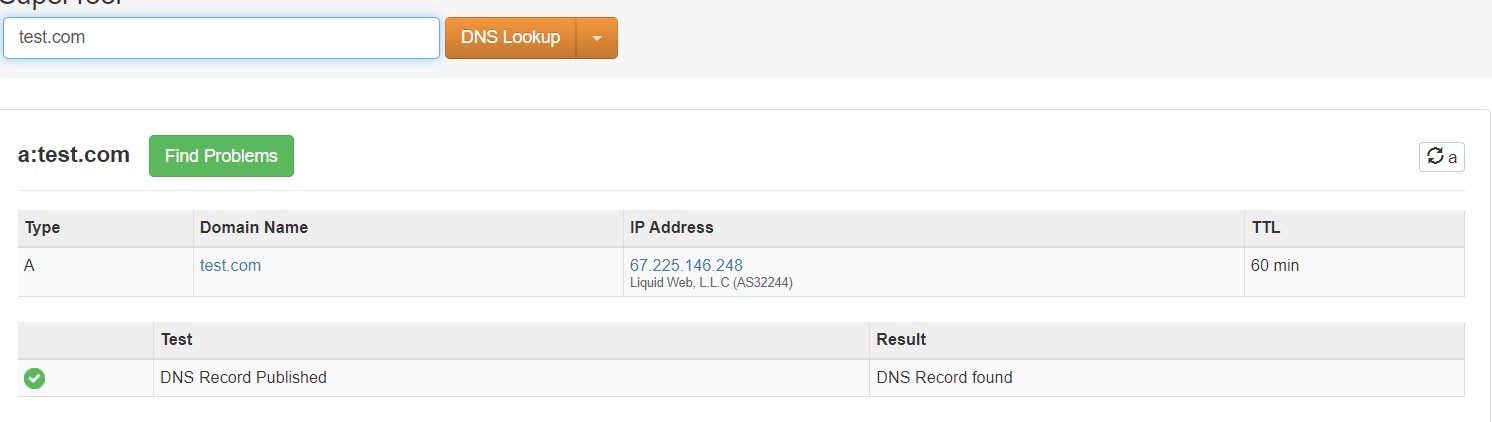 test.com
DNS Lookup
a:test.com Find Problems
a
Type Domain Name IP Address TTL
A test.com 67.225.146.248 60 min
Liquid Web, L.L.C (AS32244)
Test Result
DNS Record Published DNS Record found